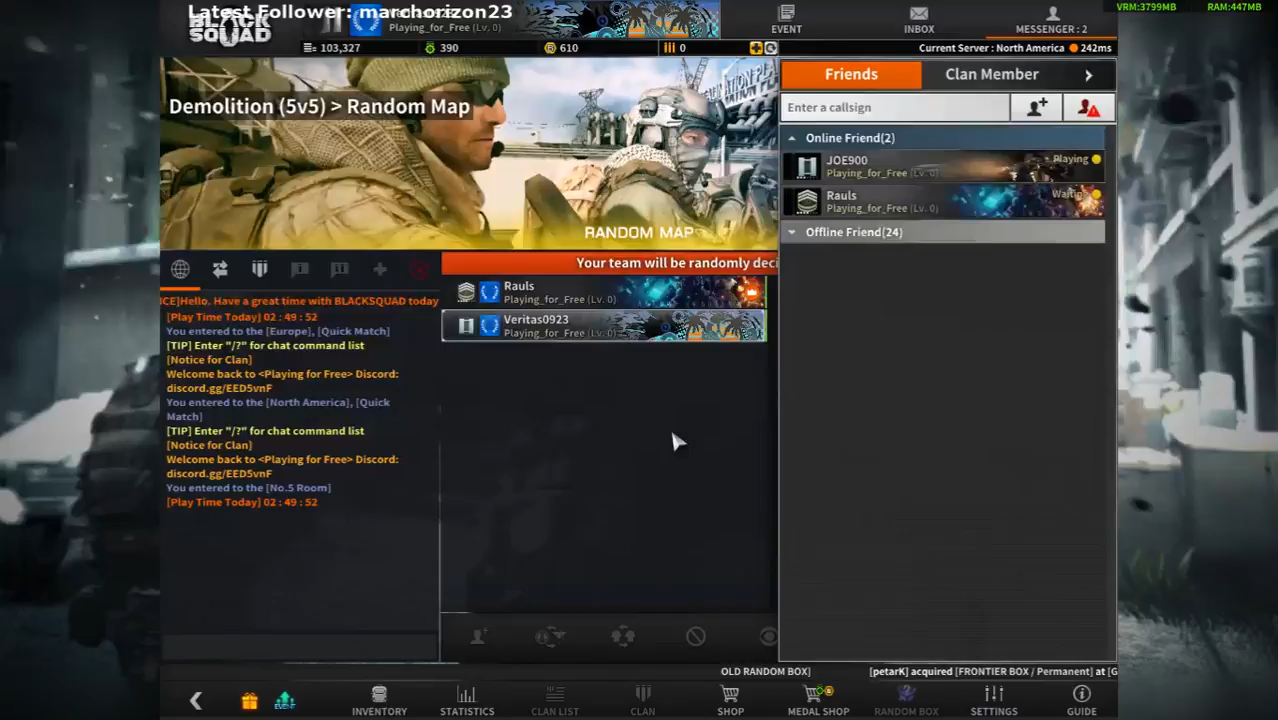 Latest Follower: marchorizon23
VRM:3799MB RAM:447MB
BLACK SQUAD
Playing_for_Free (Lv. 0)
EVENT
INBOX
MESSENGER : 2
103,327
390
610
0
Current Server : North America 242ms
Demolition (5v5) > Random Map
RANDOM MAP
Friends
Clan Member
Enter a callsign
Online Friend(2)
JOE900
Playing_for_Free (Lv. 0)
Playing
Rauls
Playing_for_Free (Lv. 0)
Offline Friend(24)
Your team will be randomly deci
Rauls
Playing_for_Free (Lv. 0)
Veritas0923
Playing_for_Free (Lv. 0)
ICE]Hello. Have a great time with BLACKSQUAD today
[Play Time Today] 02 : 49 : 52
You entered to the [Europe], [Quick Match]
[TIP] Enter "/?" for chat command list
[Notice for Clan]
Welcome back to <Playing for Free> Discord:
discord.gg/EED5vnF
You entered to the [North America], [Quick
Match]
[TIP] Enter "/?" for chat command list
[Notice for Clan]
Welcome back to <Playing for Free> Discord:
discord.gg/EED5vnF
You entered to the [No.5 Room]
[Play Time Today] 02 : 49 : 52
OLD RANDOM BOX]
[petarK] acquired [FRONTIER BOX / Permanent] at [G
INVENTORY
STATISTICS
CLAN LIST
CLAN
SHOP
MEDAL SHOP
RANDOM BOX
SETTINGS
GUIDE